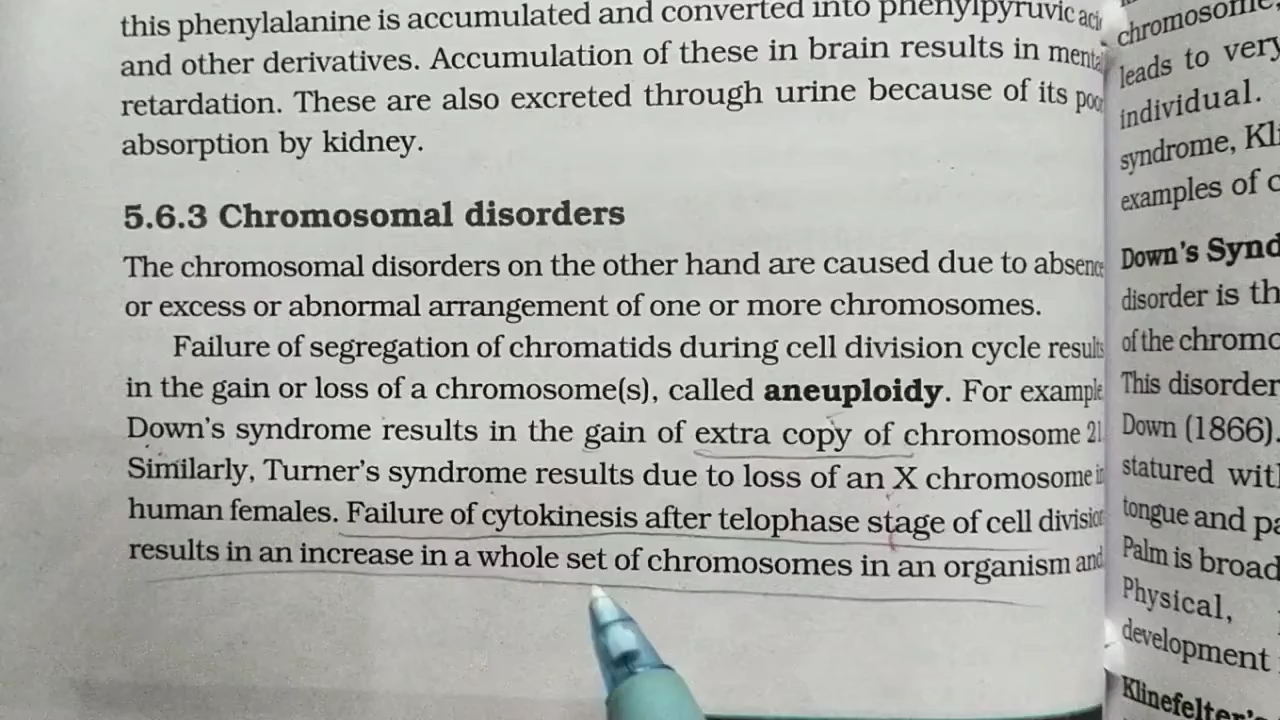 this phenylalanine is accumulated and converted into phenylpyruvic
and other derivatives. Accumulation of these in brain results in
retardation. These are also excreted through urine because of its
absorption by kidney.
5.6.3 Chromosomal disorders
The chromosomal disorders on the other hand are caused due to
or excess or abnormal arrangement of one or more chromosomes.
Failure of segregation of chromatids during cell division cycle
in the gain or loss of a chromosome(s), called aneuploidy. For
Down's syndrome results in the gain of extra copy of chromosome 21
Similarly, Turner's syndrome results due to loss of an X chromosome
human females. Failure of cytokinesis after telophase stage of cell
results in an increase in a whole set of chromosomes in an organism and
leads to very
individual.
syndrome,
examples of
Down's
disorder is
of the
This disorder
Down (1866).
statured
tongue and
Palm is broad
Physical,
development